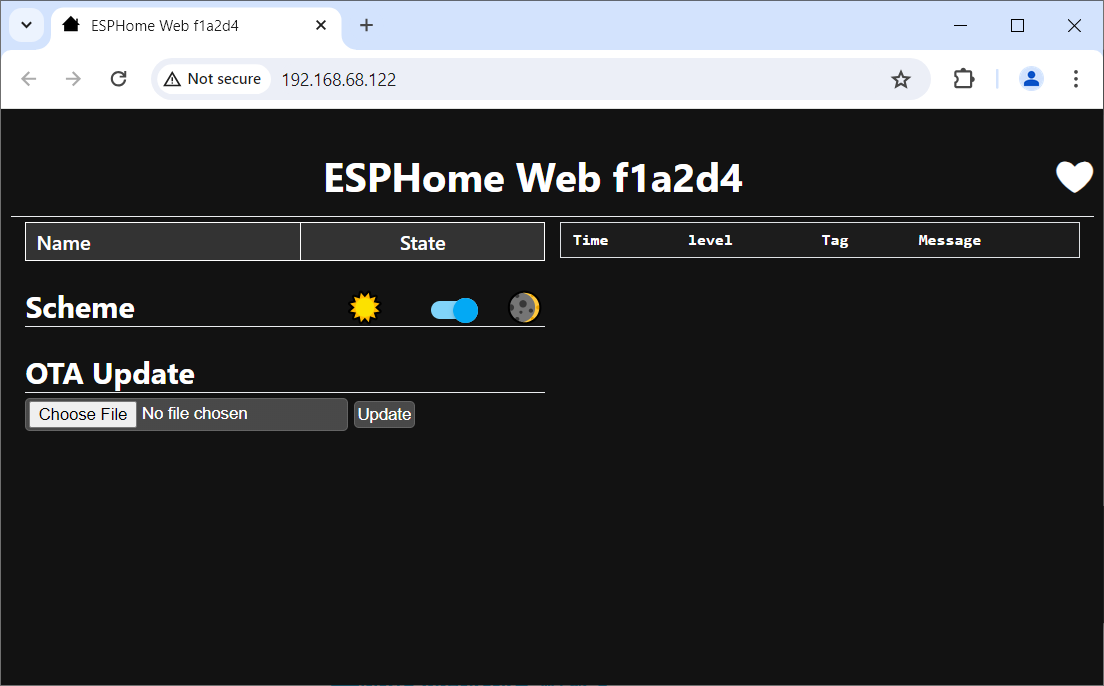 ESPHome Web f1a2d4
Not secure 192.168.68.122
ESPHome Web f1a2d4
Name State
Time level Tag Message
Scheme
OTA Update
Choose File No file chosen Update